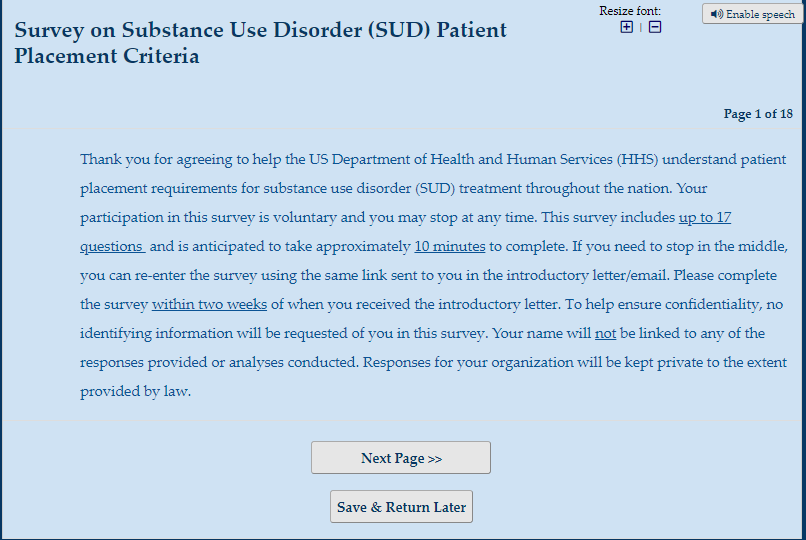 Resize font:
Enable speech
Survey on Substance Use Disorder (SUD) Patient
Placement Criteria
Page 1 of 18
Thank you for agreeing to help the US Department of Health and Human Services (HHS) understand patient
placement requirements for substance use disorder (SUD) treatment throughout the nation. Your
participation in this survey is voluntary and you may stop at any time. This survey includes up to 17
questions and is anticipated to take approximately 10 minutes to complete. If you need to stop in the middle,
you can re-enter the survey using the same link sent to you in the introductory letter/email. Please complete
the survey within two weeks of when you received the introductory letter. To help ensure confidentiality, no
identifying information will be requested of you in this survey. Your name will not be linked to any of the
responses provided or analyses conducted. Responses for your organization will be kept private to the extent
provided by law.
Next Page >>
Save & Return Later